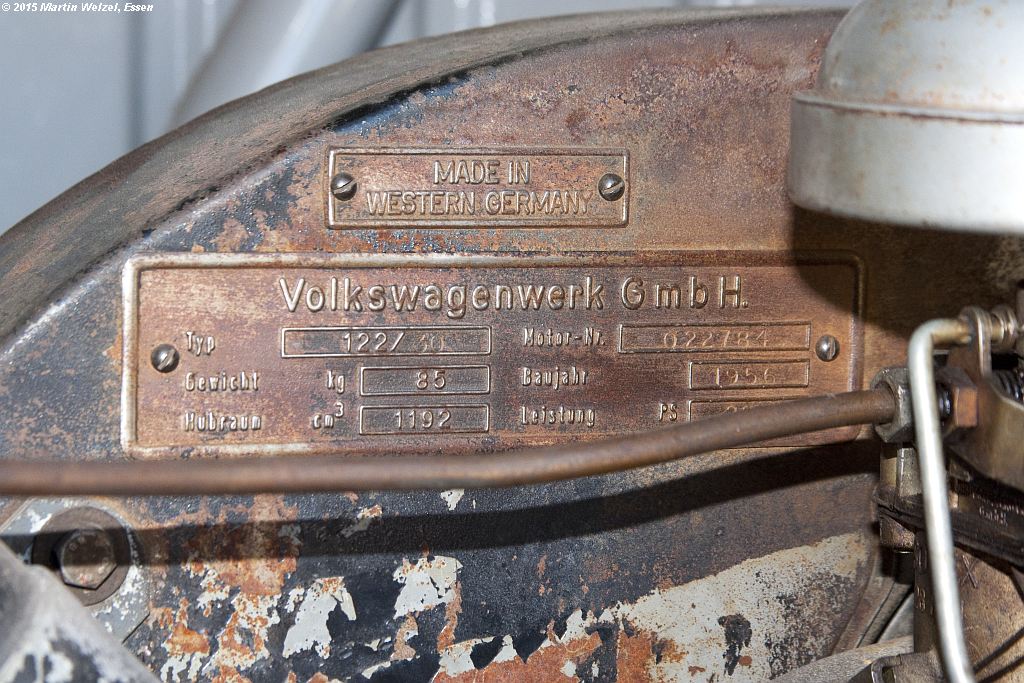 © 2015 Martin Welzel, Essen
MADE IN
WESTERN GERMANY
Volkswagenwerk GmbH.
Typ 122/30 Motor-Nr. 022784
Gewicht kg 85 Baujahr 1956
Hubraum cm³ 1192 Leistung PS